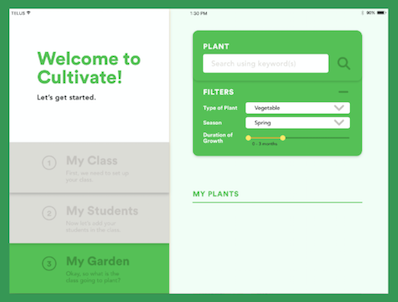 TELUS
1:30 PM
90%
Welcome to
Cultivate!
Let's get started.
1
My Class
First, we need to set up
your class.
2
My Students
Now let's add your
students to the class.
3
My Garden
Okay, so what is the
class going to plant?
PLANT
Search using keyword(s)
FILTERS
Type of Plant
Vegetable
Season
Spring
Duration of
Growth
0 - 3 months
MY PLANTS